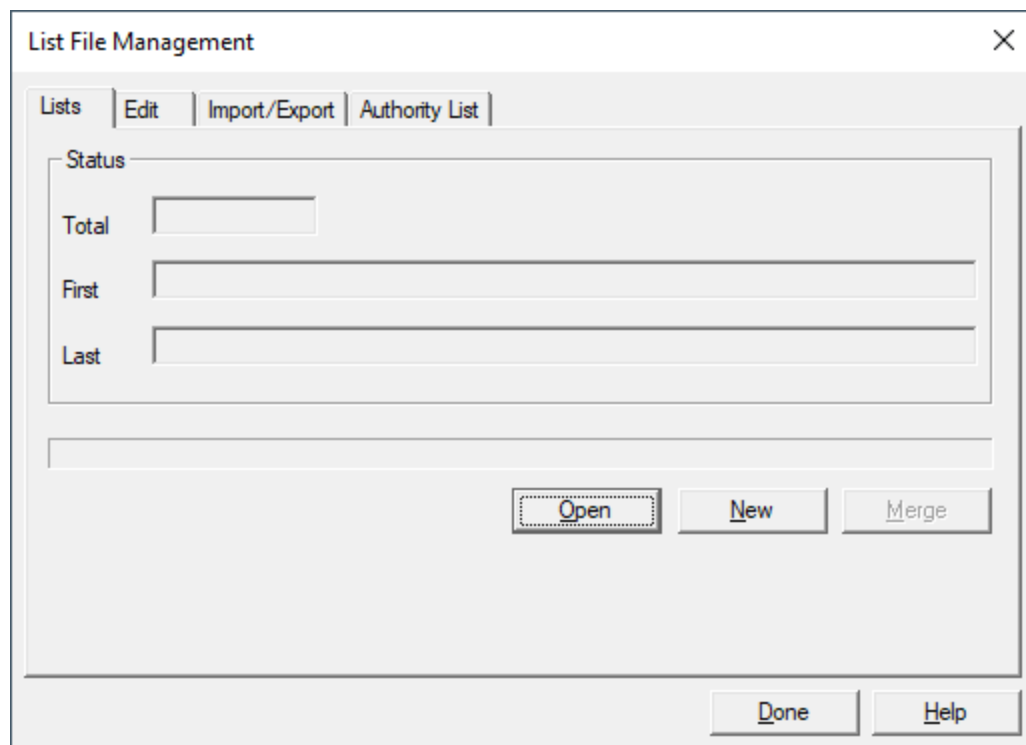 List File Management
Lists Edit Import/Export Authority List
Status
Total
First
Last
Open New Merge
Done Help